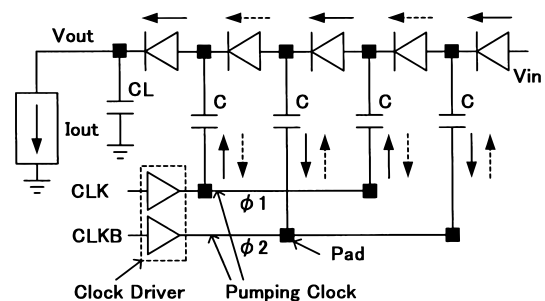 Vout
Vin
CL
C
C
C
C
Iout
CLK
ϕ1
CLKB
ϕ2
Pad
Clock Driver
Pumping Clock